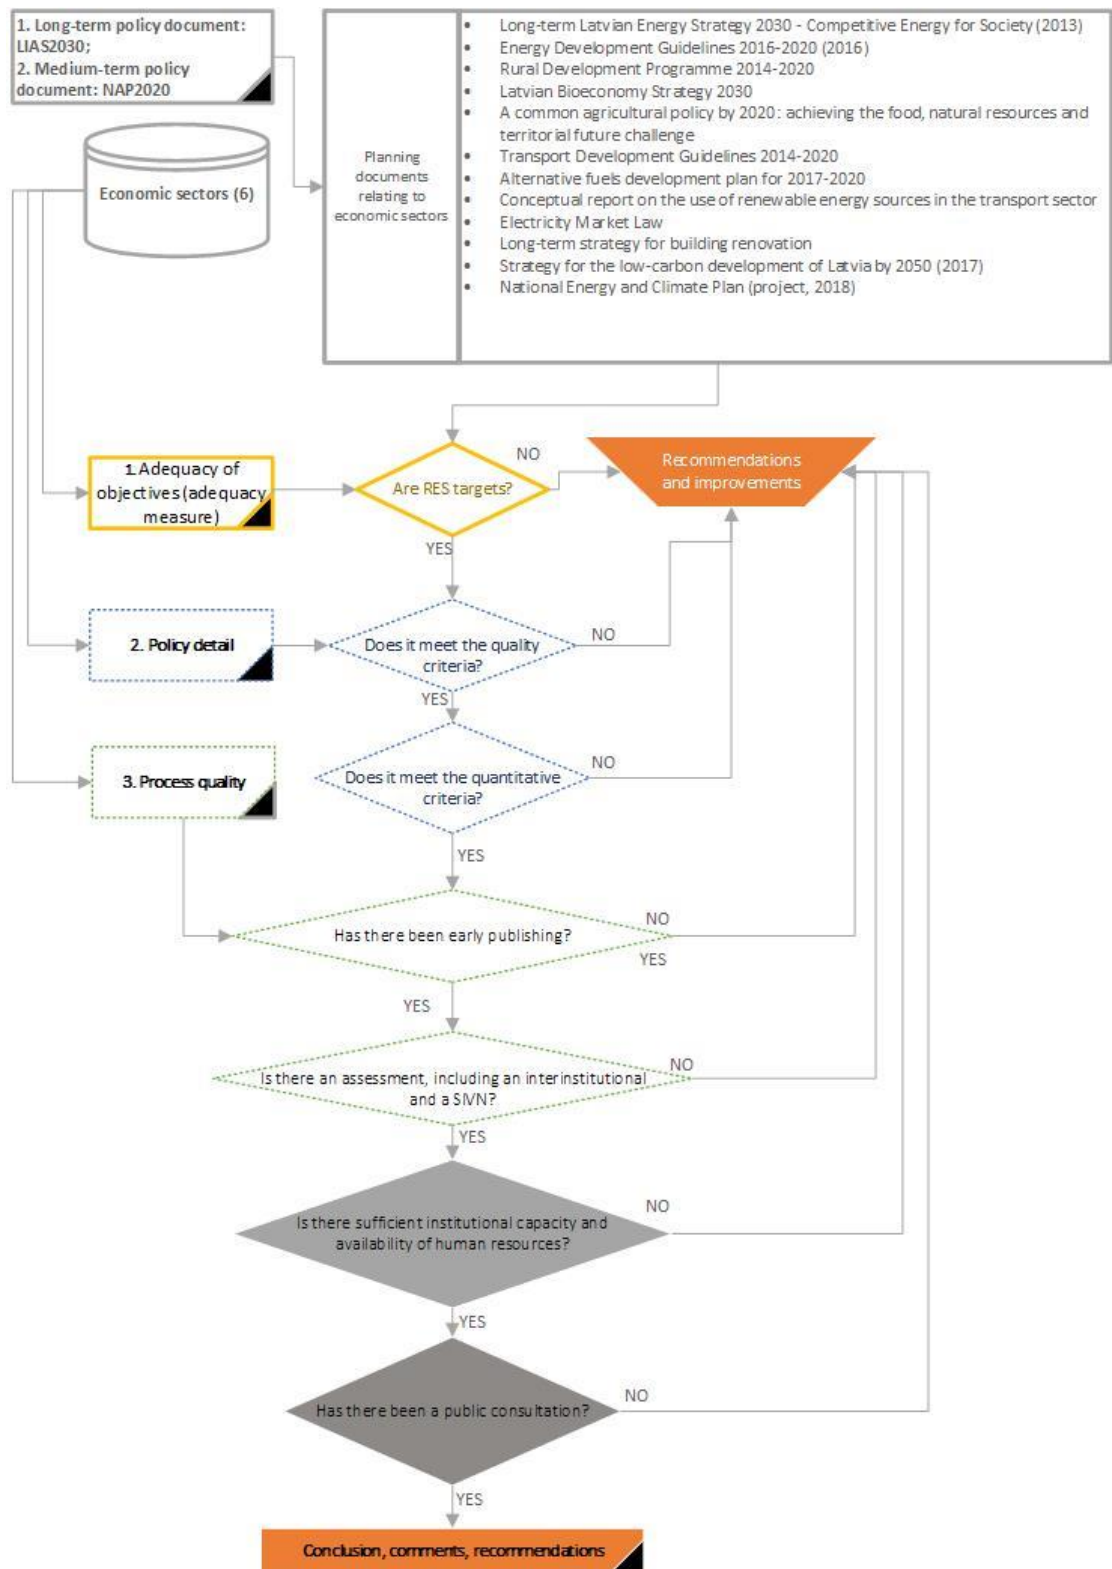 1. Long-term policy document:
LIAS2030;
2. Medium-term policy
document: NAP2020
Economic sectors (6)
Planning
documents
relating to
economic sectors
• Long-term Latvian Energy Strategy 2030 - Competitive Energy for Society (2013)
• Energy Development Guidelines 2016-2020 (2016)
• Rural Development Programme 2014-2020
• Latvian Bioeconomy Strategy 2030
• A common agricultural policy by 2020: achieving the food, natural resources and
territorial future challenge
• Transport Development Guidelines 2014-2020
• Alternative fuels development plan for 2017-2020
• Conceptual report on the use of renewable energy sources in the transport sector
• Electricity Market Law
• Long-term strategy for building renovation
• Strategy for the low-carbon development of Latvia by 2050 (2017)
• National Energy and Climate Plan (project, 2018)
1. Adequacy of
objectives (adequacy
measure)
Are RES targets?
NO
Recommendations
and improvements
YES
2. Policy detail
Does it meet the quality
criteria?
NO
YES
3. Process quality
Does it meet the quantitative
criteria?
NO
YES
Has there been early publishing?
NO
YES
YES
Is there an assessment, including an interinstitutional
and a SIVN?
NO
YES
Is there sufficient institutional capacity and
availability of human resources?
NO
YES
Has there been a public consultation?
NO
YES
Conclusion, comments, recommendations